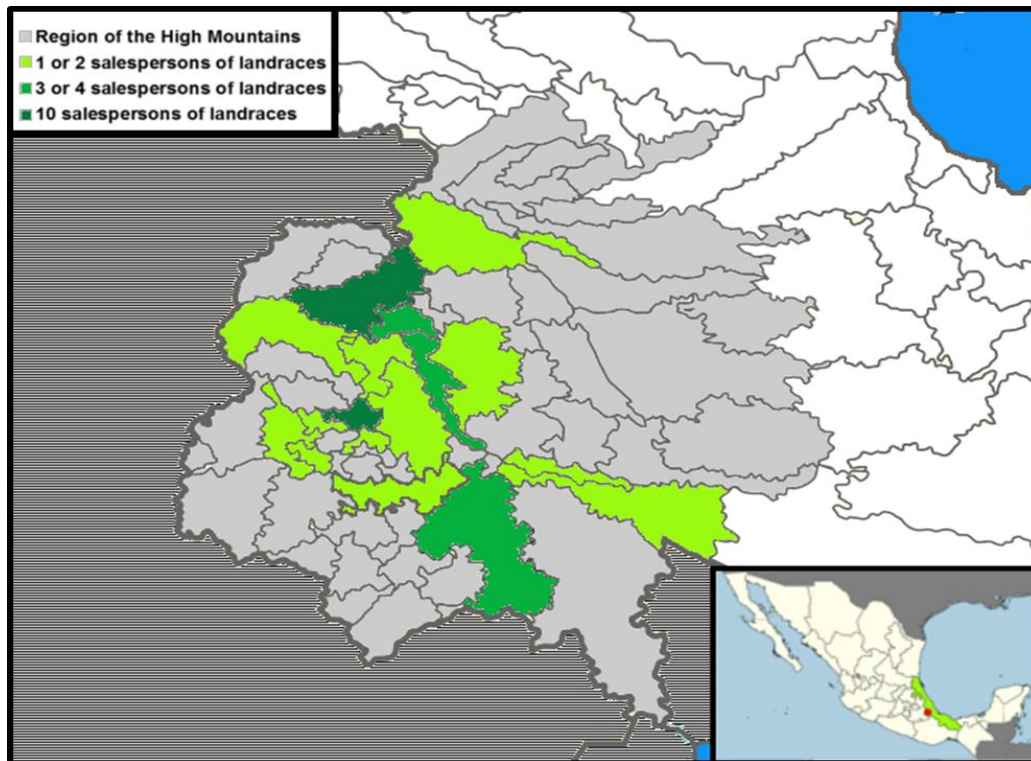 Region of the High Mountains
1 or 2 salespersons of landraces
3 or 4 salespersons of landraces
10 salespersons of landraces